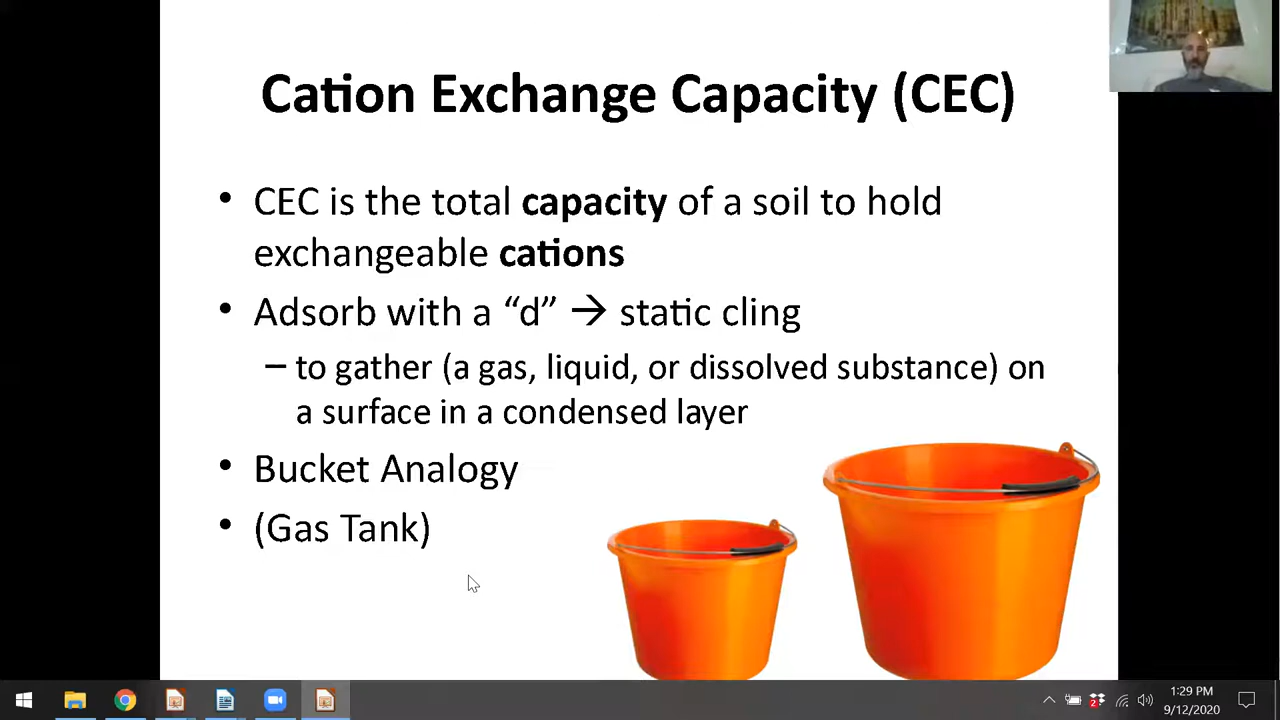 Cation Exchange Capacity (CEC)
• CEC is the total capacity of a soil to hold
exchangeable cations
• Adsorb with a “d” → static cling
– to gather (a gas, liquid, or dissolved substance) on
a surface in a condensed layer
• Bucket Analogy
• (Gas Tank)
2
1:29 PM
9/12/2020